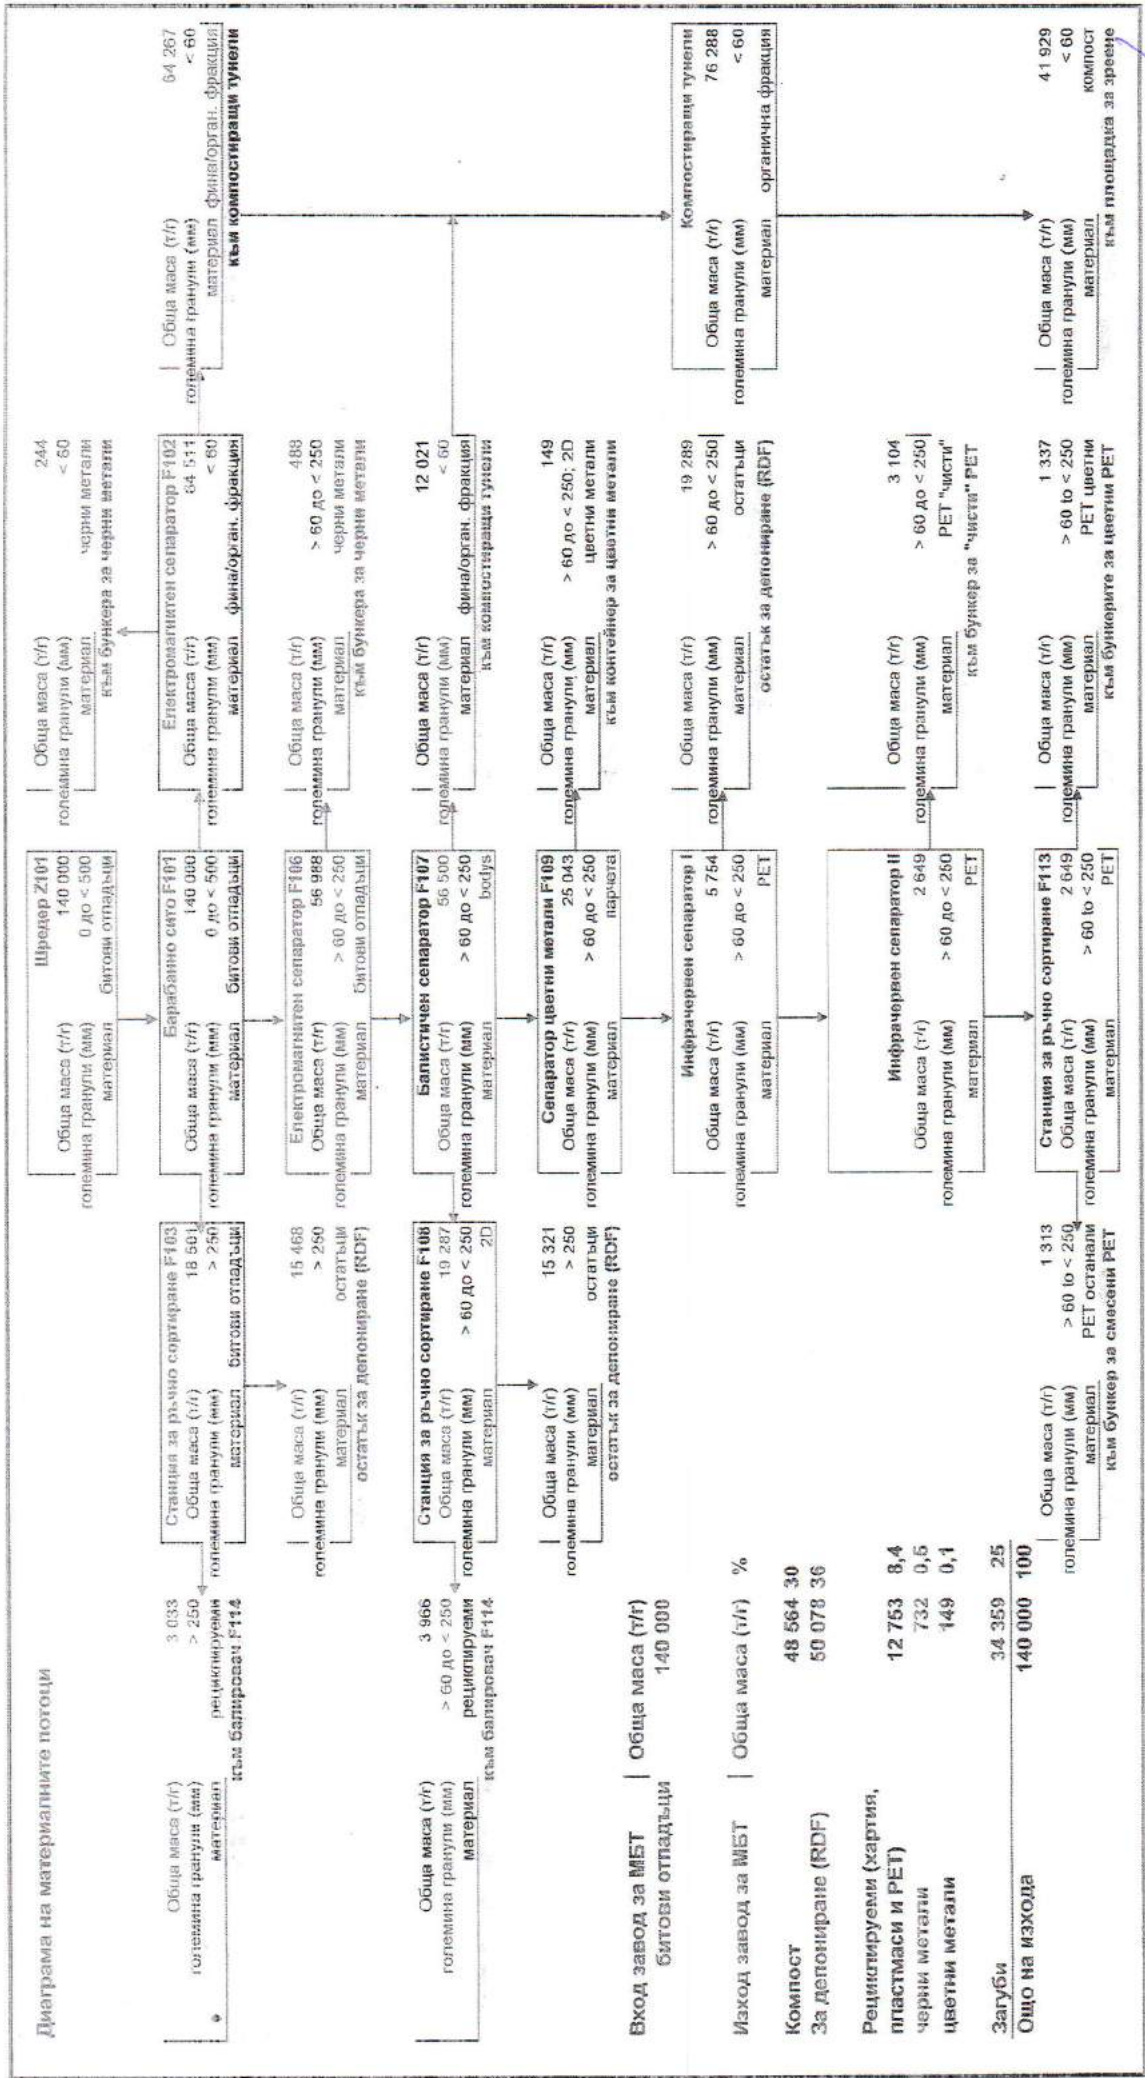 Диаграма на материалните потоци
Шредер Z101
Обща маса (т/г) 140 000
големина гранули (мм) 0 до < 500
материал битови отпадъци
Обща маса (т/г) 244
големина гранули (мм) < 60
материал черни метали
към бункера за черни метали
Обща маса (т/г) 3 033
големина гранули (мм) > 250
материал рециклируеми
към балировач F114
Станция за ръчно сортиране F103
Обща маса (т/г) 18 501
големина гранули (мм) > 250
материал битови отпадъци
Барабанно сито F101
Обща маса (т/г) 140 000
големина гранули (мм) 0 до < 500
материал битови отпадъци
Електромагнитен сепаратор F102
Обща маса (т/г) 64 511
големина гранули (мм) < 60
материал фина/орган. фракция
Обща маса (т/г) 64 267
големина гранули (мм) < 60
материал фина/орган. фракция
към компостиращи тунели
Обща маса (т/г) 15 468
големина гранули (мм) > 250
материал остатъци
остатък за депониране (RDF)
Електромагнитен сепаратор F106
Обща маса (т/г) 56 988
големина гранули (мм) > 60 до < 250
материал битови отпадъци
Обща маса (т/г) 488
големина гранули (мм) > 60 до < 250
материал черни метали
към бункера за черни метали
Обща маса (т/г) 3 966
големина гранули (мм) > 60 до < 250
материал рециклируеми
към балировач F114
Станция за ръчно сортиране F108
Обща маса (т/г) 19 287
големина гранули (мм) > 60 до < 250
материал 2D
Балистичен сепаратор F107
Обща маса (т/г) 56 500
големина гранули (мм) > 60 до < 250
материал bodys
Обща маса (т/г) 12 021
големина гранули (мм) < 60
материал фина/орган. фракция
към компостиращи тунели
Обща маса (т/г) 15 321
големина гранули (мм) > 250
материал остатъци
остатък за депониране (RDF)
Сепаратор цветни метали F109
Обща маса (т/г) 25 043
големина гранули (мм) > 60 до < 250
материал парчета
Обща маса (т/г) 149
големина гранули (мм) > 60 до < 250; 2D
материал цветни метали
към контейнер за цветни метали
Инфрачервен сепаратор I
Обща маса (т/г) 5 754
големина гранули (мм) > 60 до < 250
материал PET
Обща маса (т/г) 19 289
големина гранули (мм) > 60 до < 250
материал остатъци
остатък за депониране (RDF)
Компостиращи тунели
Обща маса (т/г) 76 288
големина гранули (мм) < 60
материал органична фракция
Инфрачервен сепаратор II
Обща маса (т/г) 2 649
големина гранули (мм) > 60 до < 250
материал PET
Обща маса (т/г) 3 104
големина гранули (мм) > 60 до < 250
материал PET "чисти"
към бункер за "чисти" PET
Обща маса (т/г) 1 313
големина гранули (мм) > 60 to < 250
материал PET останали
към бункер за смесени PET
Станция за ръчно сортиране F113
Обща маса (т/г) 2 649
големина гранули (мм) > 60 to < 250
материал PET
Обща маса (т/г) 1 337
големина гранули (мм) > 60 to < 250
материал PET цветни
към бункерите за цветни PET
Обща маса (т/г) 41 929
големина гранули (мм) < 60
материал компост
към площадка за зреене
Вход завод за МБТ Обща маса (т/г)
битови отпадъци 140 000
Изход завод за МБТ Обща маса (т/г) %
Компост 48 564 30
За депониране (RDF) 50 078 36
Рециклируеми (хартия,
пластмаси и PET) 12 753 8,4
черни метали 732 0,5
цветни метали 149 0,1
Загуби 34 359 25
Общо на изхода 140 000 100